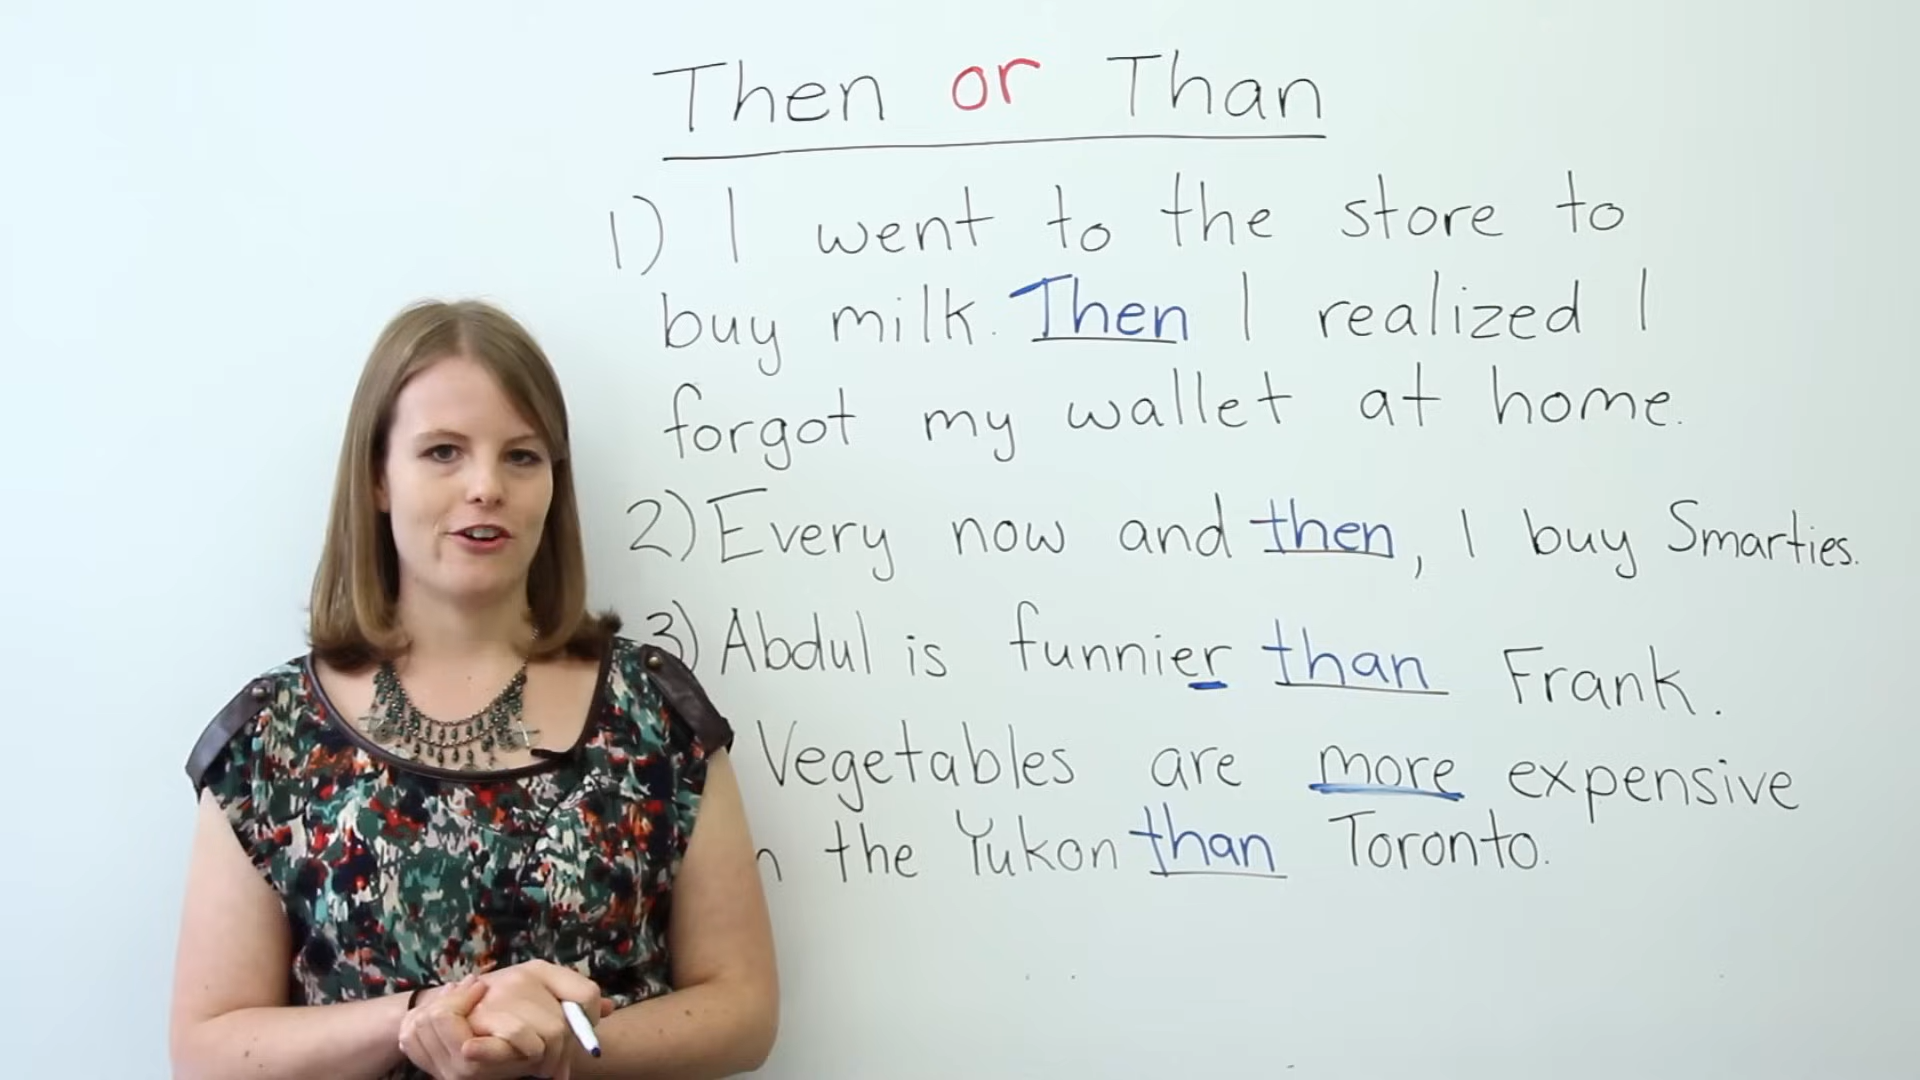 Then or Than
1) I went to the store to
buy milk. Then I realized I
forgot my wallet at home.
2) Every now and then, I buy Smarties.
3) Abdul is funnier than Frank.
Vegetables are more expensive
the Yukon than Toronto.